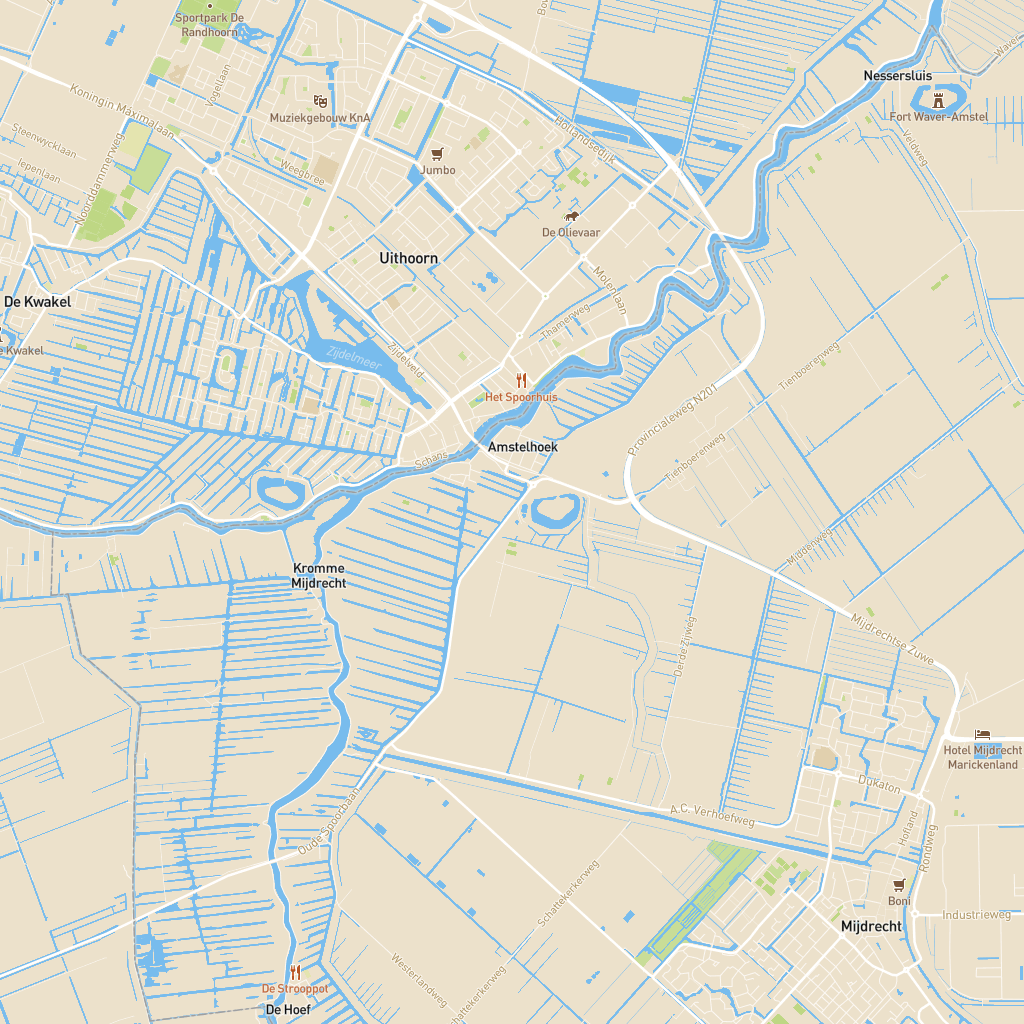 Sportpark De
Randhoorn
Nessersluis
Waver
Vogellaan
Koningin Máximalaan
Muziekgebouw KnA
Fort Waver-Amstel
Hollandsedijk
Steenwycklaan
Veldweg
Iepenlaan
Noorddammerweg
Weegbree
Jumbo
De Olievaar
Uithoorn
Molenlaan
De Kwakel
Thamerweg
e Kwakel
Zijdelmeer
Zijdelveld
Tienboerenweg
Het Spoorhuis
Provincialeweg N201
Amstelhoek
Schans
Tienboerenweg
Middenweg
Kromme
Mijdrecht
Mijdrechtse Zuwe
Derde Zijweg
Hotel Mijdrecht
Marickenland
Dukaton
A.C. Verhoefweg
Oude Spoorbaan
Hofland
Rondweg
Schattekerkerweg
Boni
Industrieweg
Mijdrecht
Westerlandweg
De Strooppot
Schattekerkerweg
De Hoef